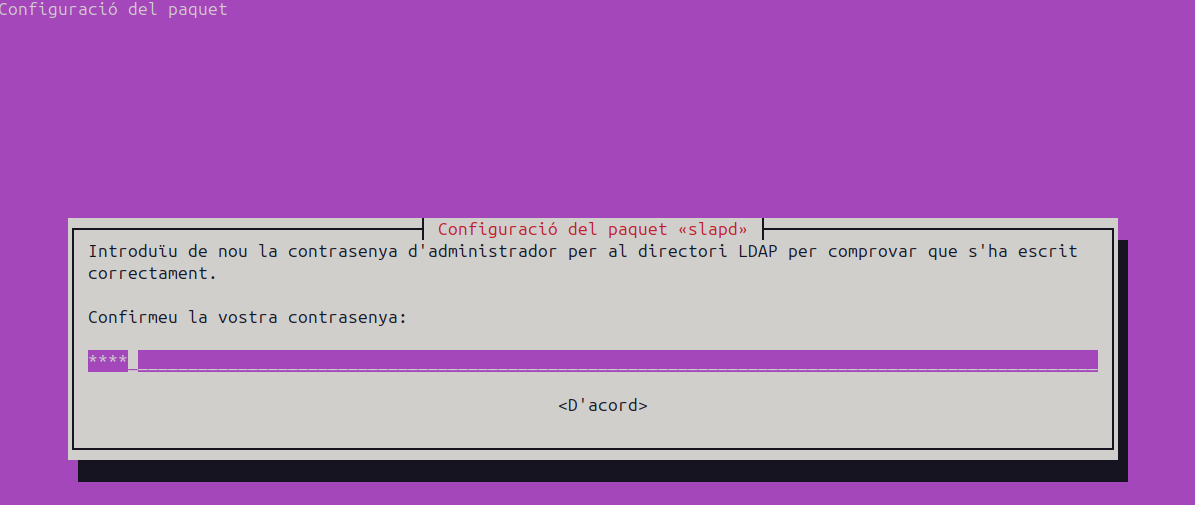 Configuració del paquet
Configuració del paquet «slapd»
Introduïu de nou la contrasenya d'administrador per al directori LDAP per comprovar que s'ha escrit
correctament.
Confirmeu la vostra contrasenya:
****_______________________________________________________________________________________________
<D'acord>